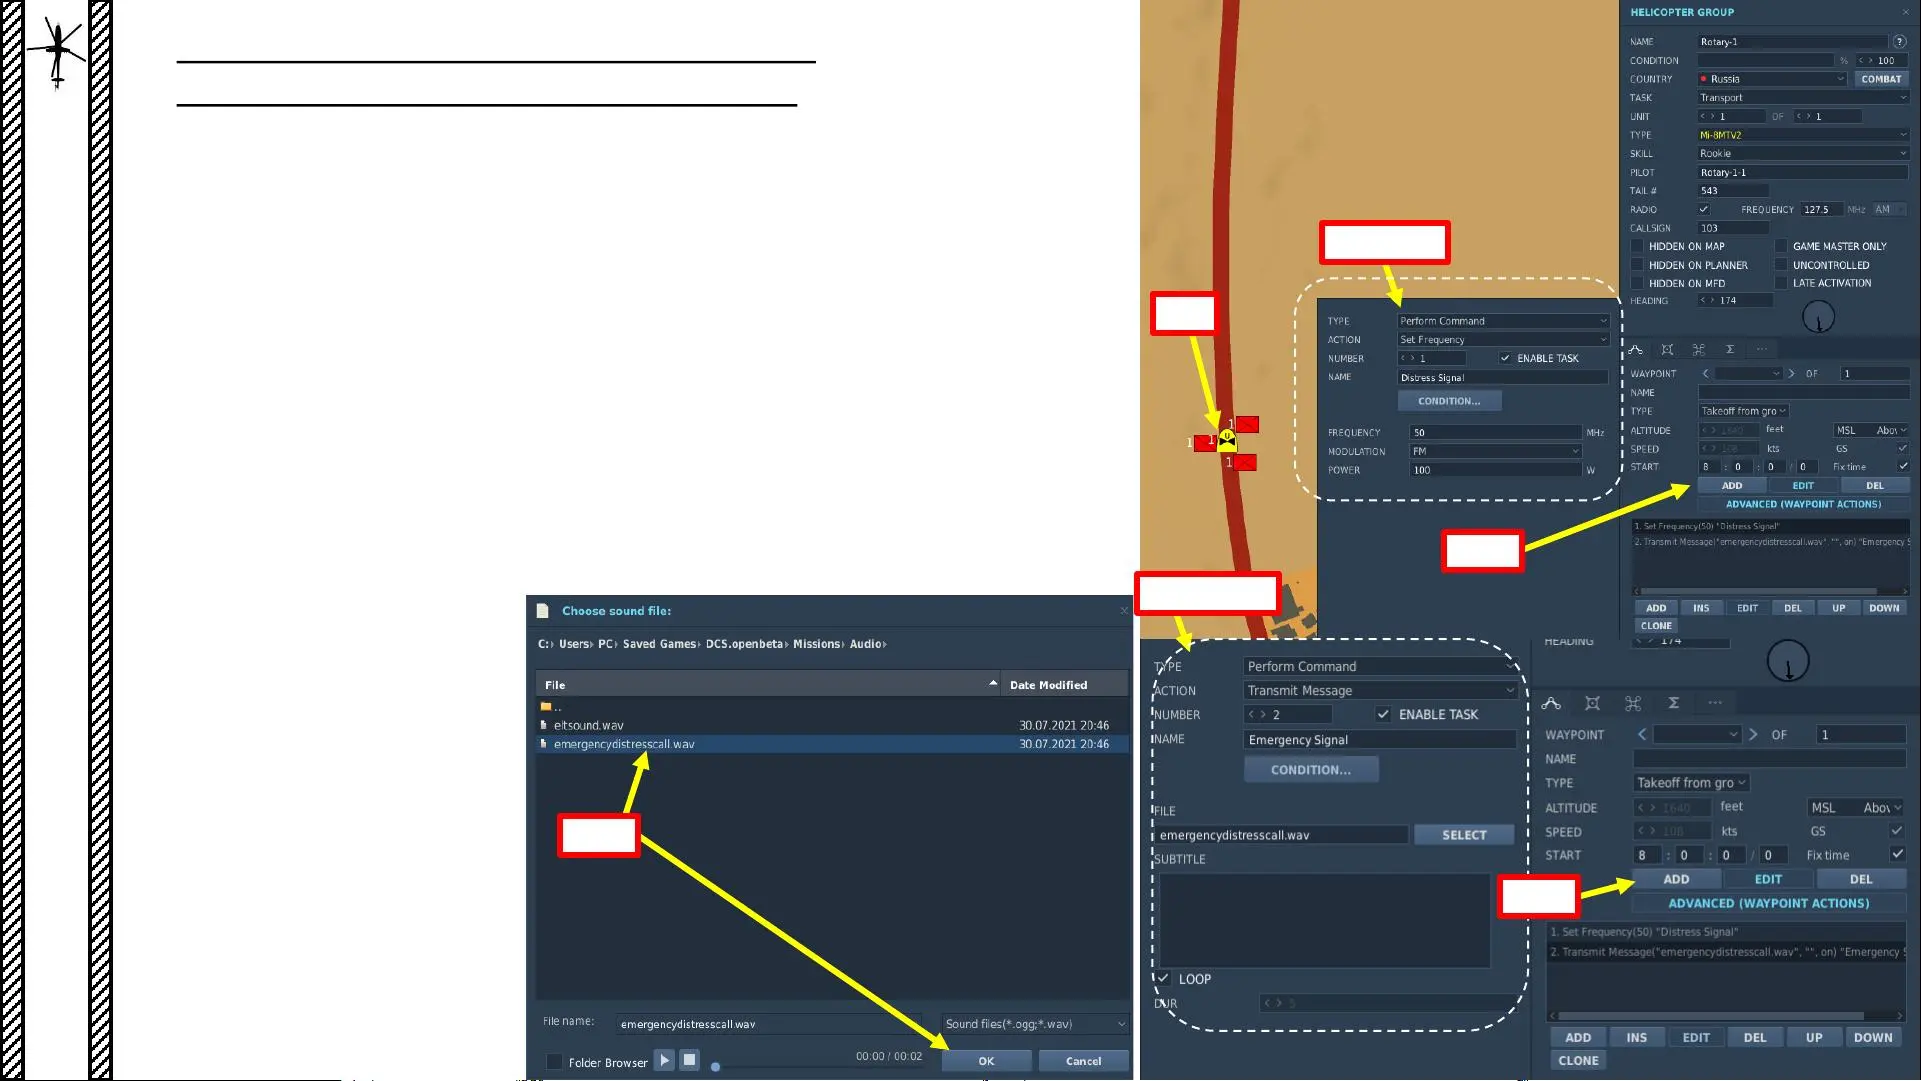 HELICOPTER GROUP
NAME Rotary-1 ?
CONDITION % < > 100
COUNTRY Russia COMBAT
TASK Transport
UNIT < > 1 OF < > 1
TYPE Mi-8MTV2
SKILL Rookie
PILOT Rotary-1-1
TAIL # 543
RADIO FREQUENCY 127.5 MHz AM
CALLSIGN 103
HIDDEN ON MAP GAME MASTER ONLY
HIDDEN ON PLANNER UNCONTROLLED
HIDDEN ON MFD LATE ACTIVATION
HEADING < > 174
WAYPOINT < > OF 1
NAME
TYPE Takeoff from gro
ALTITUDE < > 1640 feet MSL Abov
SPEED < > 108 kts GS
START 8 : 0 : 0 / 0 Fix time
ADD EDIT DEL
ADVANCED (WAYPOINT ACTIONS)
1. Set Frequency(50) "Distress Signal"
2. Transmit Message("emergencydistresscall.wav", "", on) "Emergency S
ADD INS EDIT DEL UP DOWN
CLONE
TYPE Perform Command
ACTION Set Frequency
NUMBER < > 1 ENABLE TASK
NAME Distress Signal
CONDITION...
FREQUENCY 50 MHz
MODULATION FM
POWER 100 W
1
1 1 U
1
Choose sound file:
C: Users PC Saved Games DCS.openbeta Missions Audio
File Date Modified
..
eltsound.wav 30.07.2021 20:46
emergencydistresscall.wav 30.07.2021 20:46
File name: emergencydistresscall.wav Sound files(*.ogg;*.wav)
Folder Browser 00:00 / 00:02 OK Cancel
TYPE Perform Command
ACTION Transmit Message
NUMBER < > 2 ENABLE TASK
NAME Emergency Signal
CONDITION...
FILE
emergencydistresscall.wav SELECT
SUBTITLE
LOOP
DUR < > 5
HEADING < > 174
WAYPOINT < > OF 1
NAME
TYPE Takeoff from gro
ALTITUDE < > 1640 feet MSL Abov
SPEED < > 108 kts GS
START 8 : 0 : 0 / 0 Fix time
ADD EDIT DEL
ADVANCED (WAYPOINT ACTIONS)
1. Set Frequency(50) "Distress Signal"
2. Transmit Message("emergencydistresscall.wav", "", on) "Emergency S
ADD INS EDIT DEL UP DOWN
CLONE